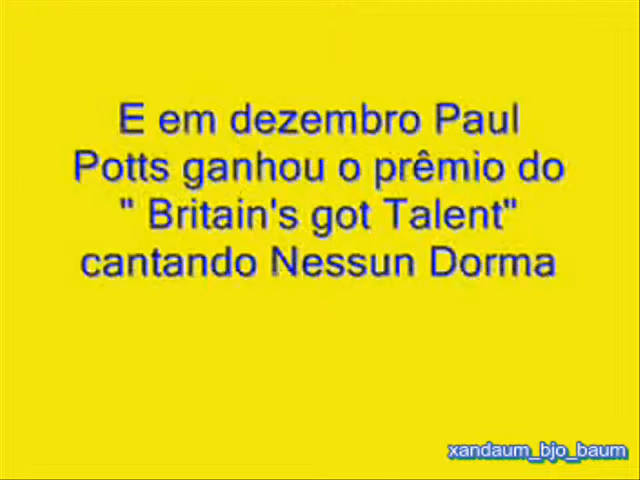 E em dezembro Paul
Potts ganhou o prêmio do
" Britain's got Talent"
cantando Nessun Dorma
xandaum_bjo_baum